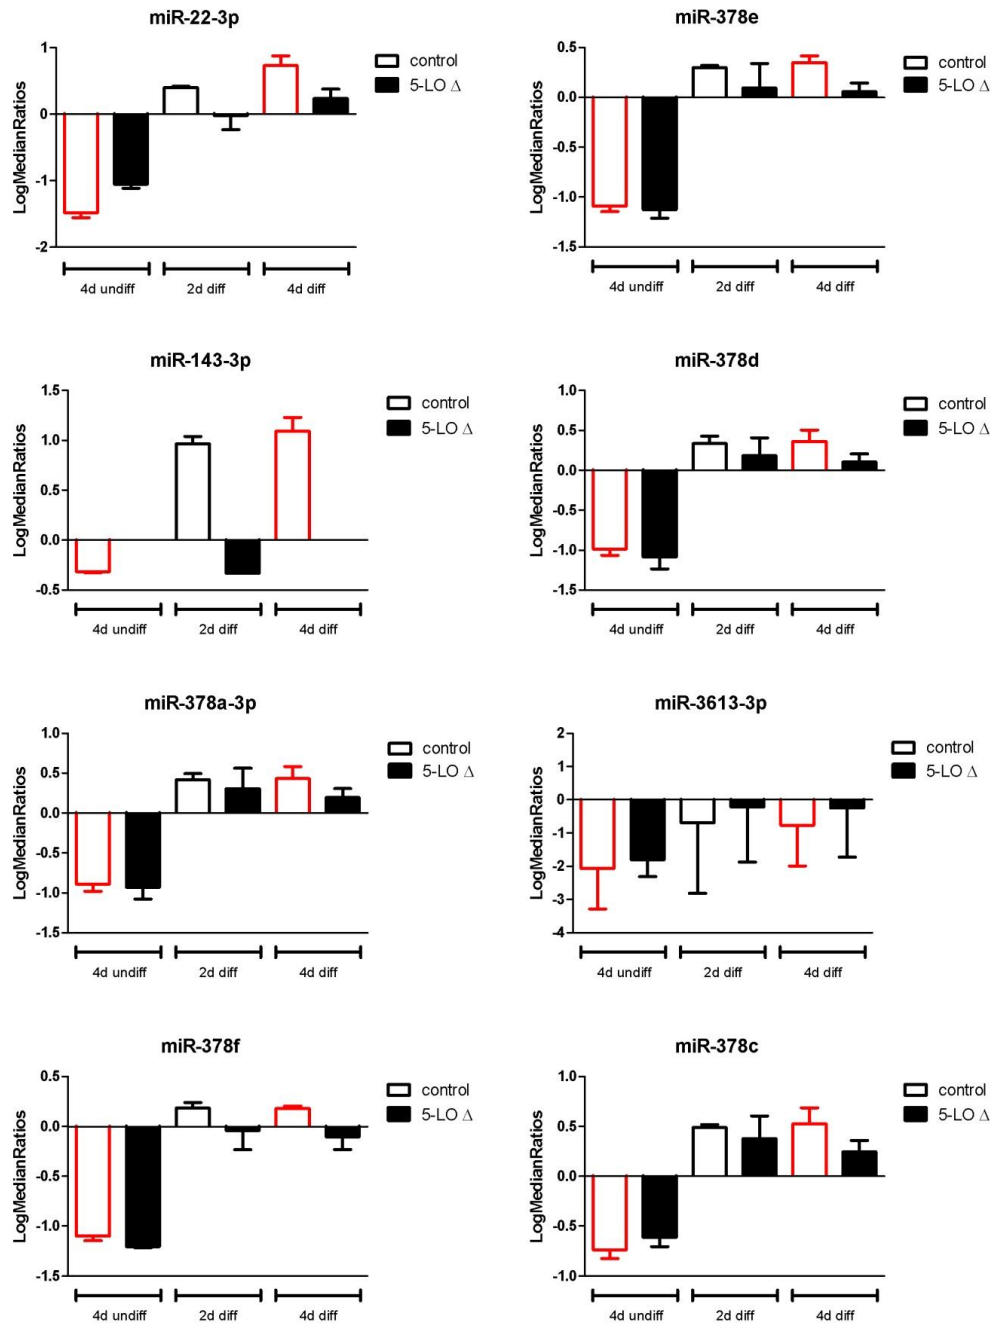 miR-22-3p
control
5-LO Δ
LogMedianRatios
1
0
-1
-2
4d undiff
2d diff
4d diff
miR-378e
control
5-LO Δ
LogMedianRatios
0.5
0.0
-0.5
-1.0
-1.5
4d undiff
2d diff
4d diff
miR-143-3p
control
5-LO Δ
LogMedianRatios
1.5
1.0
0.5
0.0
-0.5
4d undiff
2d diff
4d diff
miR-378d
control
5-LO Δ
LogMedianRatios
1.0
0.5
0.0
-0.5
-1.0
-1.5
4d undiff
2d diff
4d diff
miR-378a-3p
control
5-LO Δ
LogMedianRatios
1.0
0.5
0.0
-0.5
-1.0
-1.5
4d undiff
2d diff
4d diff
miR-3613-3p
control
5-LO Δ
LogMedianRatios
2
1
0
-1
-2
-3
-4
4d undiff
2d diff
4d diff
miR-378f
control
5-LO Δ
LogMedianRatios
0.5
0.0
-0.5
-1.0
-1.5
4d undiff
2d diff
4d diff
miR-378c
control
5-LO Δ
LogMedianRatios
1.0
0.5
0.0
-0.5
-1.0
4d undiff
2d diff
4d diff